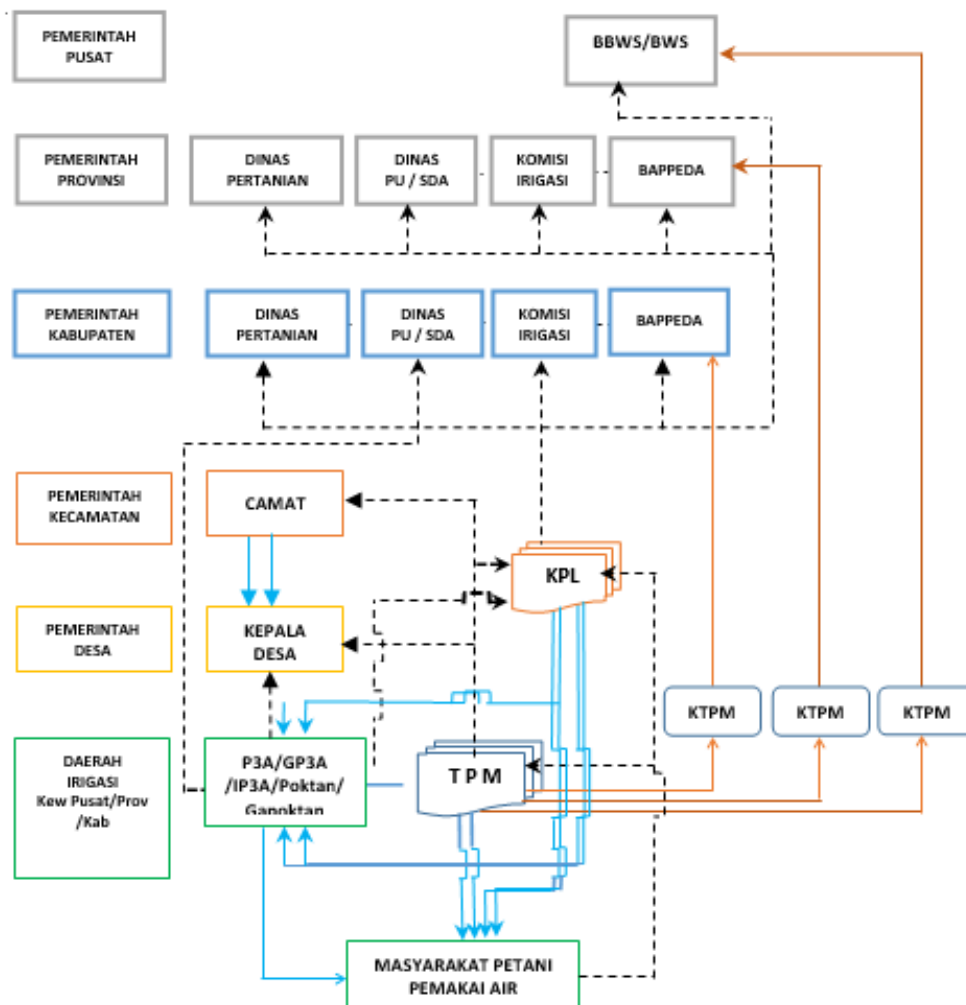 PEMERINTAH
PUSAT
BBWS/BWS
PEMERINTAH
PROVINSI
DINAS
PERTANIAN
DINAS
PU / SDA
KOMISI
IRIGASI
BAPPEDA
PEMERINTAH
KABUPATEN
DINAS
PERTANIAN
DINAS
PU / SDA
KOMISI
IRIGASI
BAPPEDA
PEMERINTAH
KECAMATAN
CAMAT
KPL
PEMERINTAH
DESA
KEPALA
DESA
KTPM
KTPM
KTPM
DAERAH
IRIGASI
Kew Pusat/Prov
/Kab
P3A/GP3A
/IP3A/Poktan/
Gapoktan
T P M
MASYARAKAT PETANI
PEMAKAI AIR